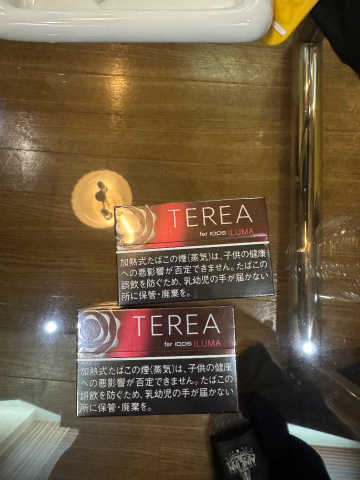 TEREA
for IQOS ILUMA
加熱式たばこの煙(蒸気)は、子供の健康
への悪影響が否定できません。たばこの
誤飲を防ぐため、乳幼児の手が届かない
所に保管・廃棄を。
TEREA
for IQOS ILUMA
加熱式たばこの煙(蒸気)は、子供の健康
への悪影響が否定できません。たばこの
誤飲を防ぐため、乳幼児の手が届かない
所に保管・廃棄を。